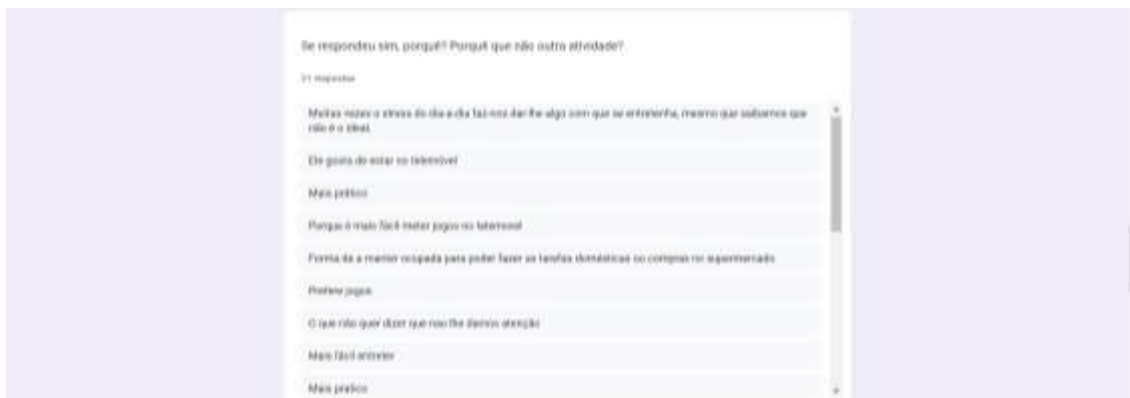 Se respondeu sim, porquê? Porquê que não outra atividade?
respostas
Muitas vezes o stress do dia-a-dia faz-nos dar-lhe algo com que se entretenha, mesmo que saibamos que
não é o ideal.
Ele gosta de estar no telemóvel
Mais prático
Porque é mais fácil meter jogos no telemovel
Forma de a manter ocupada para poder fazer as tarefas domésticas ou compras no supermercado
Prefere jogos
O que não quer dizer que nao lhe damos atenção
Mais fácil entreter
Mais pratico